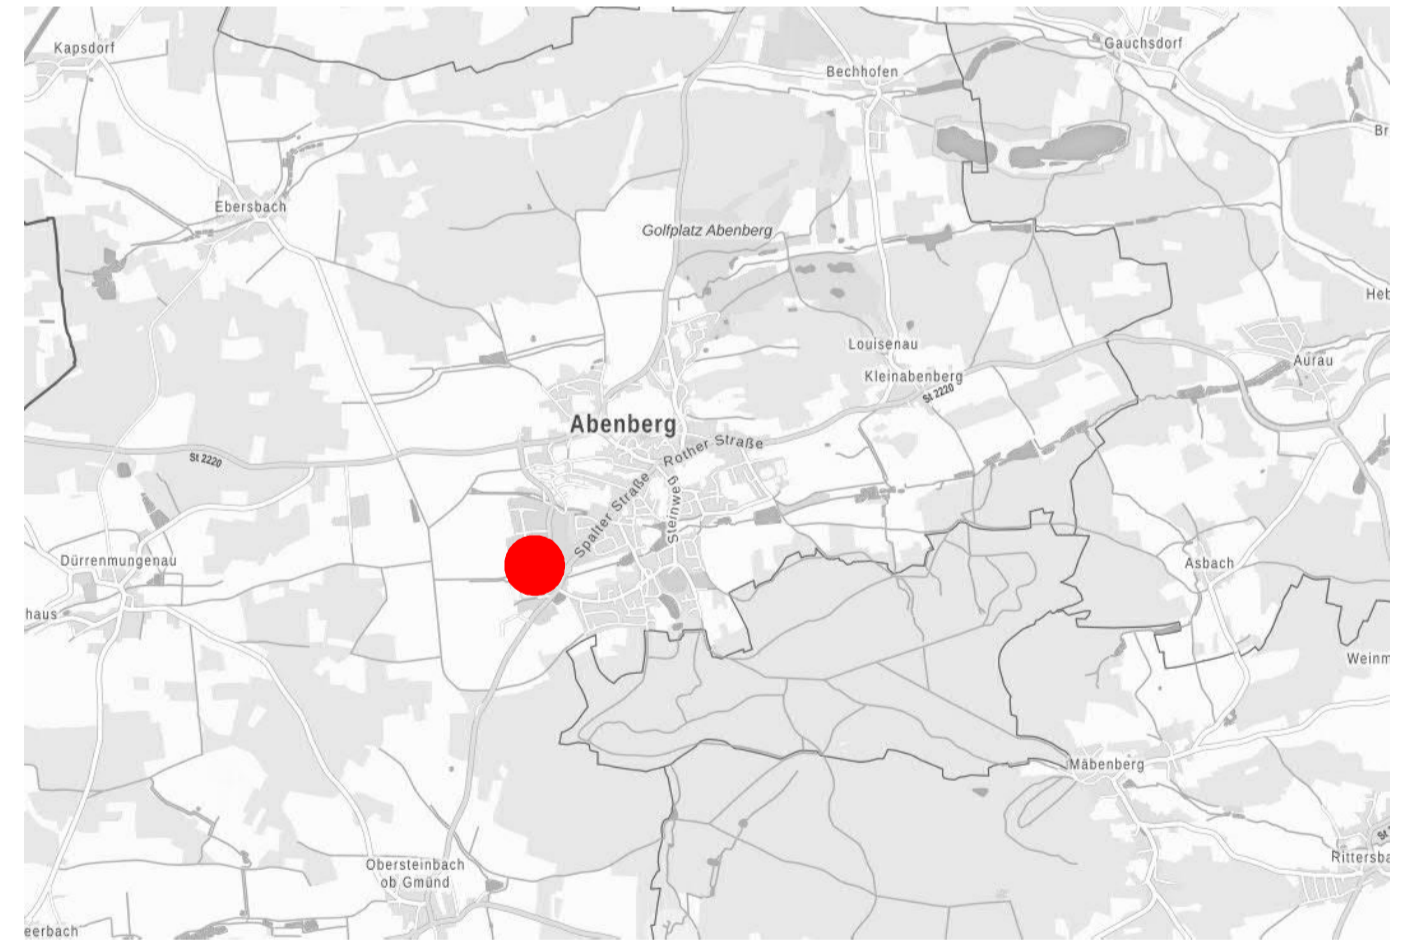 Kapsdorf
Gauchsdorf
Bechhofen
Br
Ebersbach
Golfplatz Abenberg
Heb
Louisenau
Aurau
Kleinabenberg
St 2220
Abenberg
Rother Straße
St 2220
Spalter Straße
Steinweg
Dürrenmungenau
Asbach
haus
Weinm
Mäbenberg
St
Obersteinbach
ob Gmünd
Rittersba
eerbach